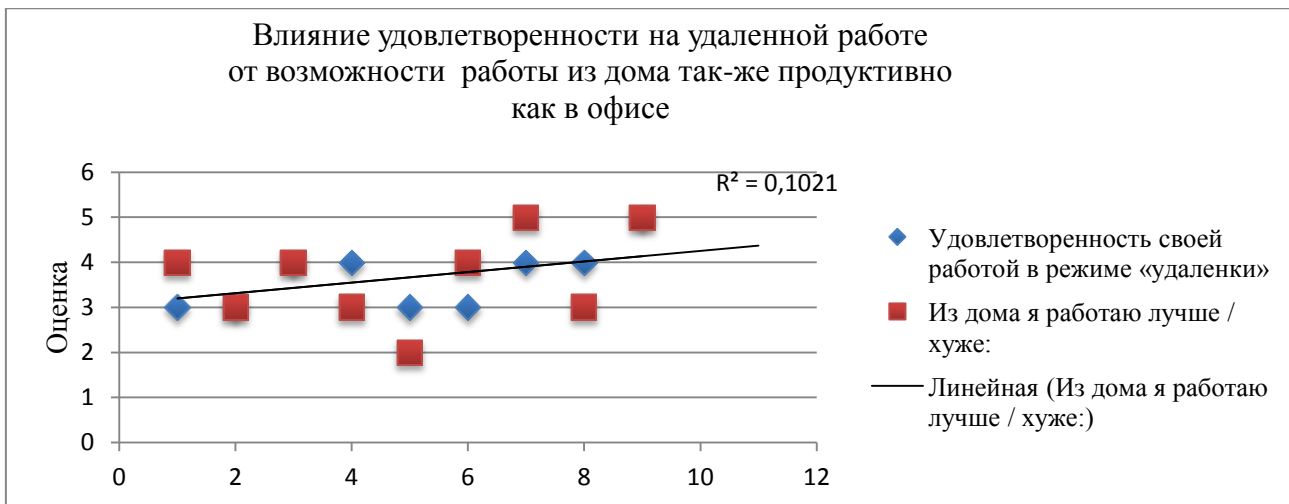 Влияние удовлетворенности на удаленной работе
от возможности работы из дома так-же продуктивно
как в офисе
R² = 0,1021
Оценка
6
5
4
3
2
1
0
0 2 4 6 8 10 12
Удовлетворенность своей
работой в режиме «удаленки»
Из дома я работаю лучше /
хуже:
Линейная (Из дома я работаю
лучше / хуже:)